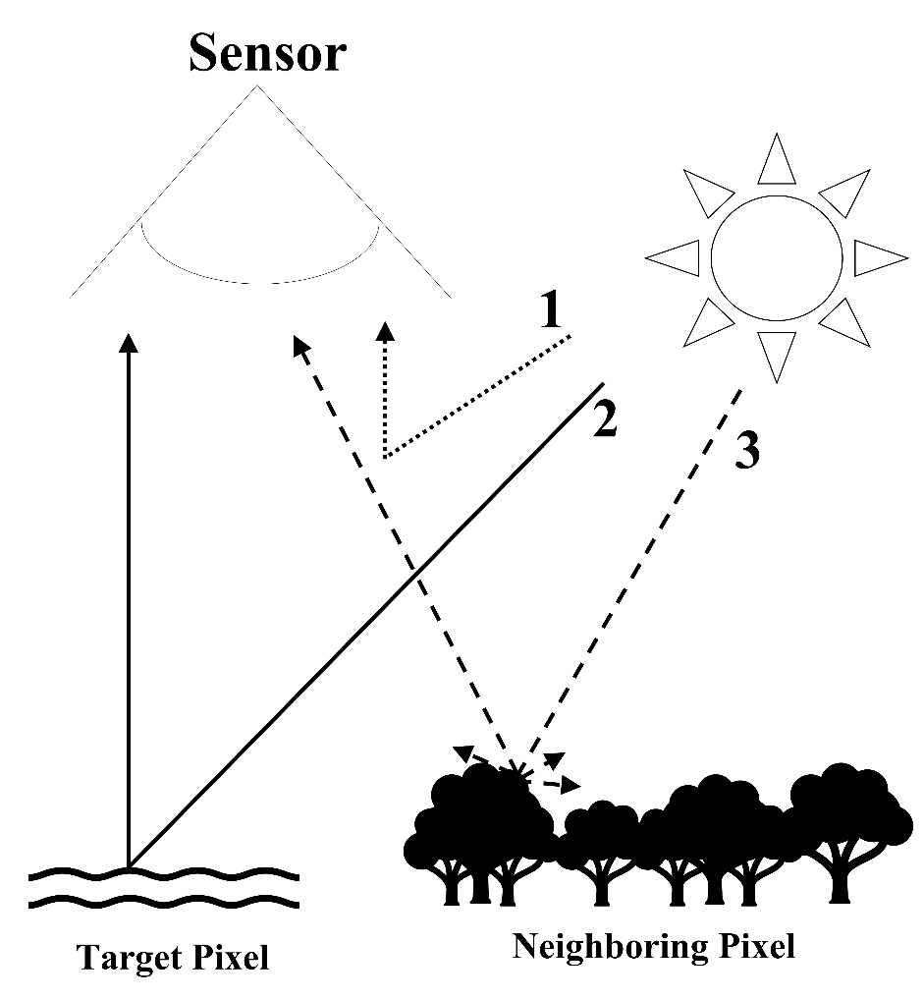 Sensor
1
2
3
Target Pixel
Neighboring Pixel